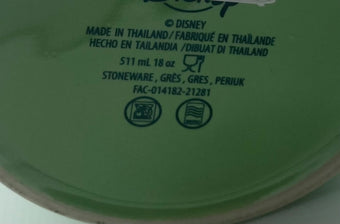 Disney
© DISNEY
MADE IN THAILAND / FABRIQUÉ EN THAÏLANDE
HECHO EN TAILANDIA / DIBUAT DI THAILAND
511 mL 18 oz
STONEWARE, GRÈS, GRES, PERIUK
FAC-014182-21281